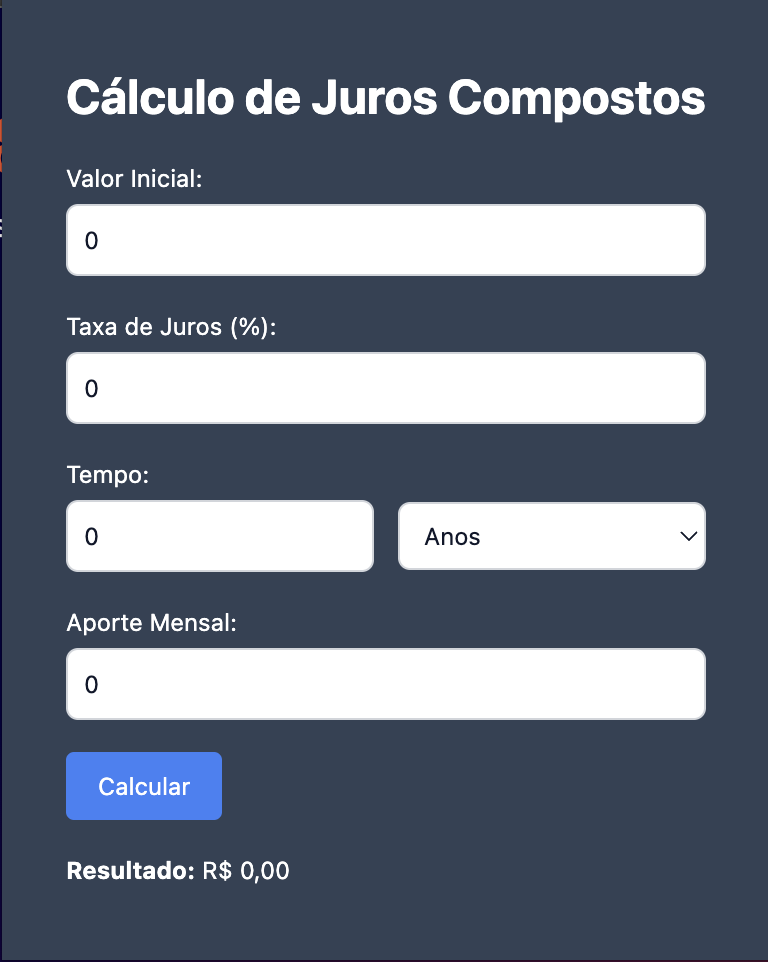 Cálculo de Juros Compostos
Valor Inicial:
0
Taxa de Juros (%):
0
Tempo:
0 Anos
Aporte Mensal:
0
Calcular
Resultado: R$ 0,00